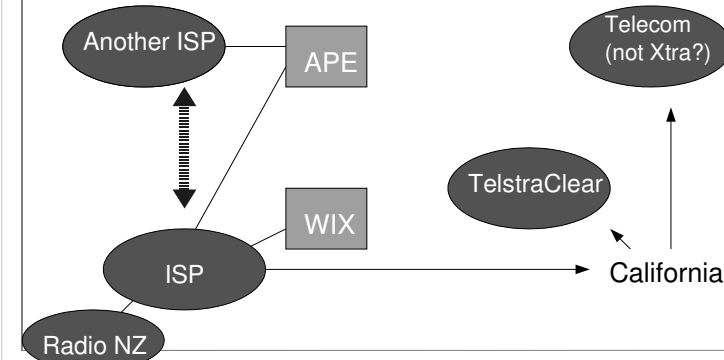 Another ISP
APE
Telecom
(not Xtra?)
TelstraClear
WIX
ISP
California
Radio NZ